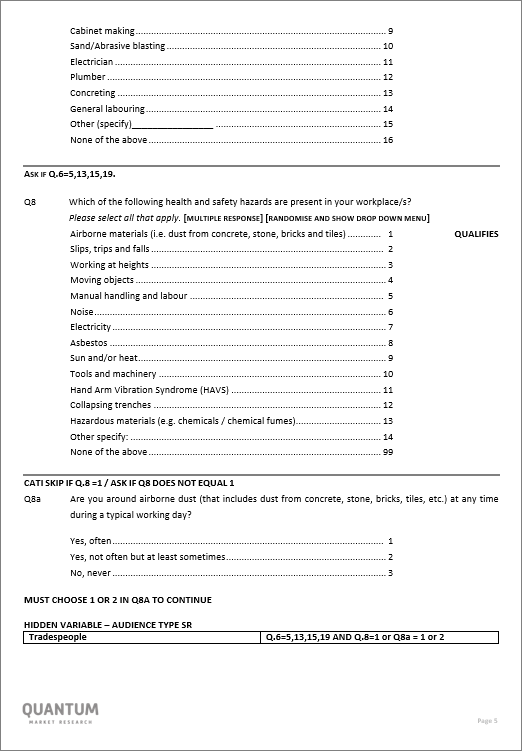 Cabinet making ........ 9
Sand/Abrasive blasting ........ 10
Electrician ........ 11
Plumber ........ 12
Concreting ........ 13
General labouring ........ 14
Other (specify)_________________ ........ 15
None of the above ........ 16
ASK IF Q.6=5,13,15,19.
Q8 Which of the following health and safety hazards are present in your workplace/s?
Please select all that apply. [MULTIPLE RESPONSE] [RANDOMISE AND SHOW DROP DOWN MENU]
Airborne materials (i.e. dust from concrete, stone, bricks and tiles) ........ 1 QUALIFIES
Slips, trips and falls ........ 2
Working at heights ........ 3
Moving objects ........ 4
Manual handling and labour ........ 5
Noise ........ 6
Electricity ........ 7
Asbestos ........ 8
Sun and/or heat ........ 9
Tools and machinery ........ 10
Hand Arm Vibration Syndrome (HAVS) ........ 11
Collapsing trenches ........ 12
Hazardous materials (e.g. chemicals / chemical fumes) ........ 13
Other specify: ........ 14
None of the above ........ 99
CATI SKIP IF Q.8 =1 / ASK IF Q8 DOES NOT EQUAL 1
Q8a Are you around airborne dust (that includes dust from concrete, stone, bricks, tiles, etc.) at any time
during a typical working day?
Yes, often ........ 1
Yes, not often but at least sometimes ........ 2
No, never ........ 3
MUST CHOOSE 1 OR 2 IN Q8A TO CONTINUE
HIDDEN VARIABLE – AUDIENCE TYPE SR
Tradespeople Q.6=5,13,15,19 AND Q.8=1 or Q8a = 1 or 2
QUANTUM
MARKET RESEARCH
Page 5